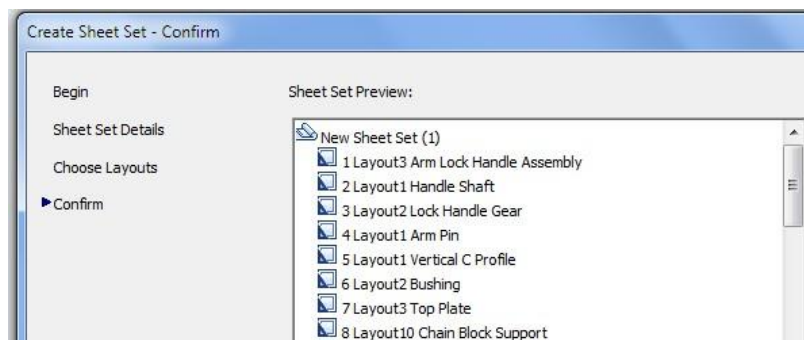 Create Sheet Set - Confirm
Begin
Sheet Set Details
Choose Layouts
Confirm
Sheet Set Preview:
New Sheet Set (1)
1 Layout3 Arm Lock Handle Assembly
2 Layout1 Handle Shaft
3 Layout2 Lock Handle Gear
4 Layout1 Arm Pin
5 Layout1 Vertical C Profile
6 Layout2 Bushing
7 Layout3 Top Plate
8 Layout10 Chain Block Support